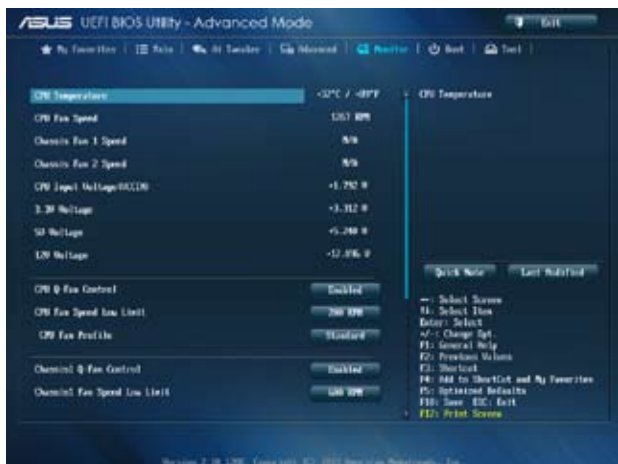 ASUS UEFI BIOS Utility - Advanced Mode
Exit
My Favorites | Main | Ai Tweaker | Advanced | Monitor | Boot | Tool
CPU Temperature +32°C / +89°F
CPU Temperature
CPU Fan Speed 1267 RPM
Chassis Fan 1 Speed N/A
Chassis Fan 2 Speed N/A
CPU Input Voltage(VCCIN) +1.792 V
3.3V Voltage +3.312 V
5V Voltage
12V Voltage
Quick Note Last Modified
CPU Q-Fan Control Enabled
CPU Fan Speed Low Limit 200 RPM
CPU Fan Profile Standard
Chassis1 Q-Fan Control Enabled
Chassis1 Fan Speed Low Limit 600 RPM
Select Screen
Select Item
Enter: Select
+/-: Change Opt.
F1: General Help
F2: Previous Values
F3: Shortcut
F4: Add to ShortCut and My Favorites
F5: Optimized Defaults
F10: Save ESC: Exit
F12: Print Screen